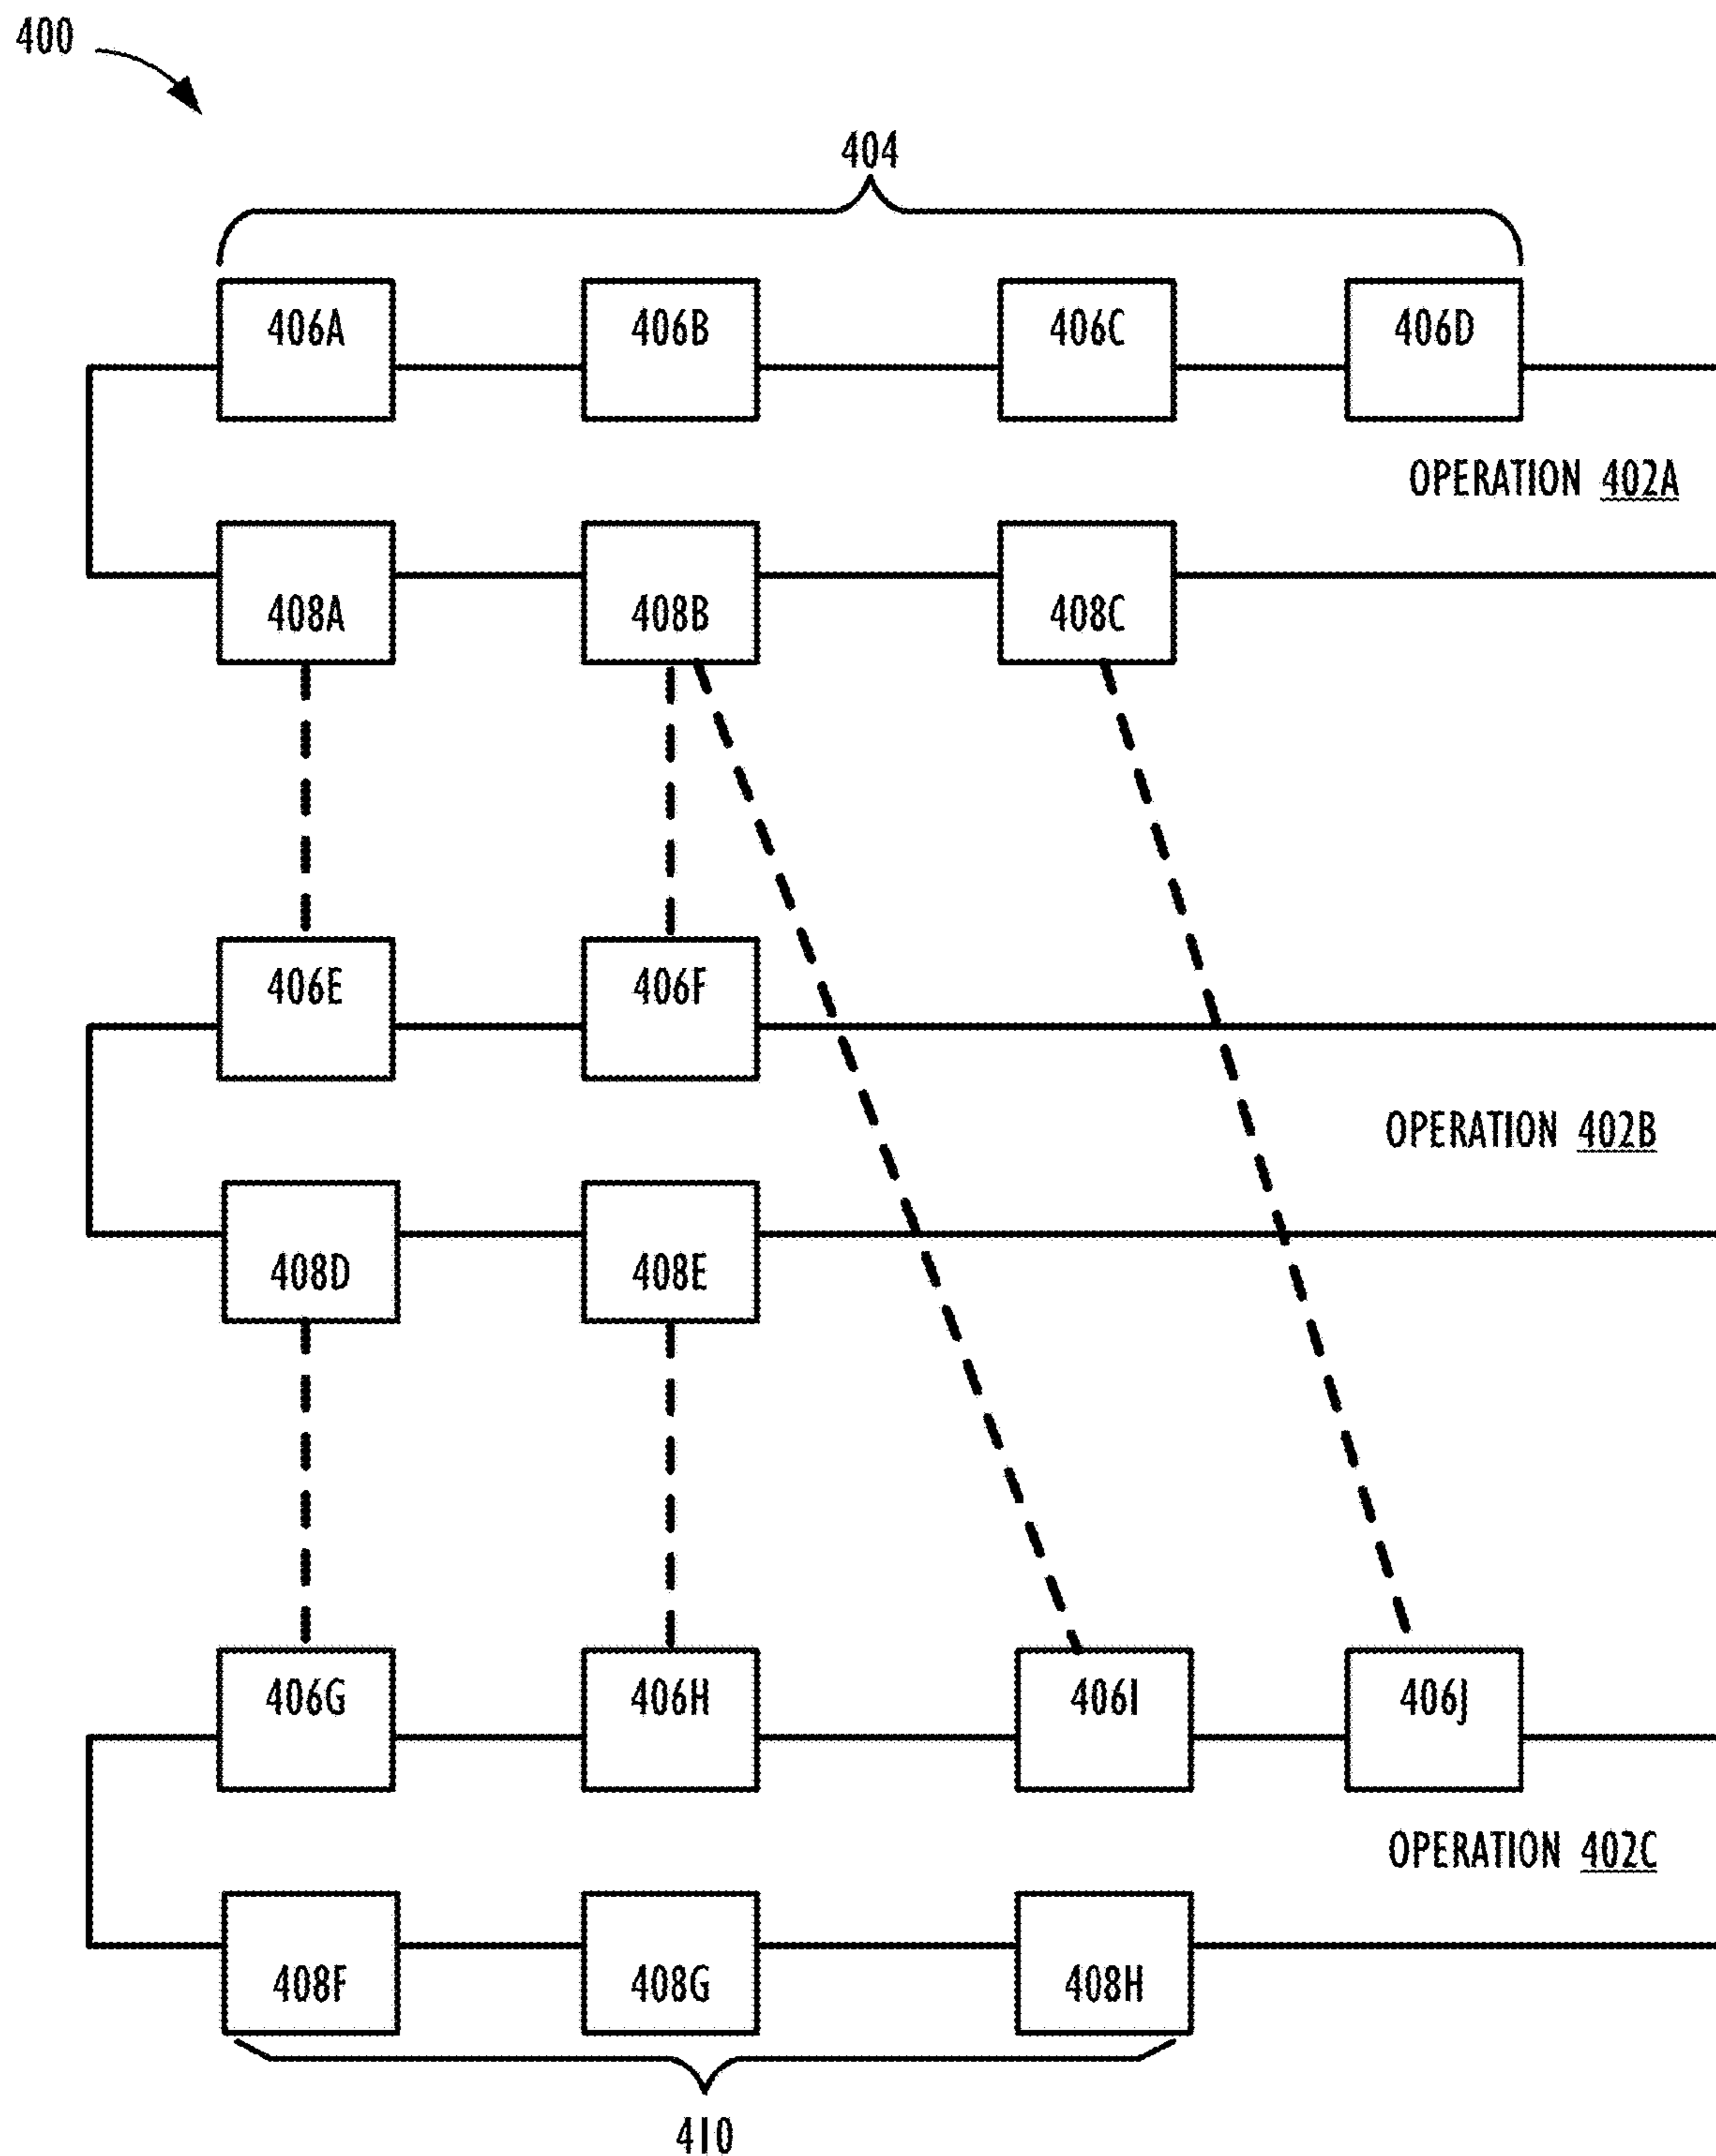 400
404
406A 406B 406C 406D
OPERATION 402A
408A 408B 408C
406E 406F
OPERATION 402B
408D 408E
406G 406H 406I 406J
OPERATION 402C
408F 408G 408H
410